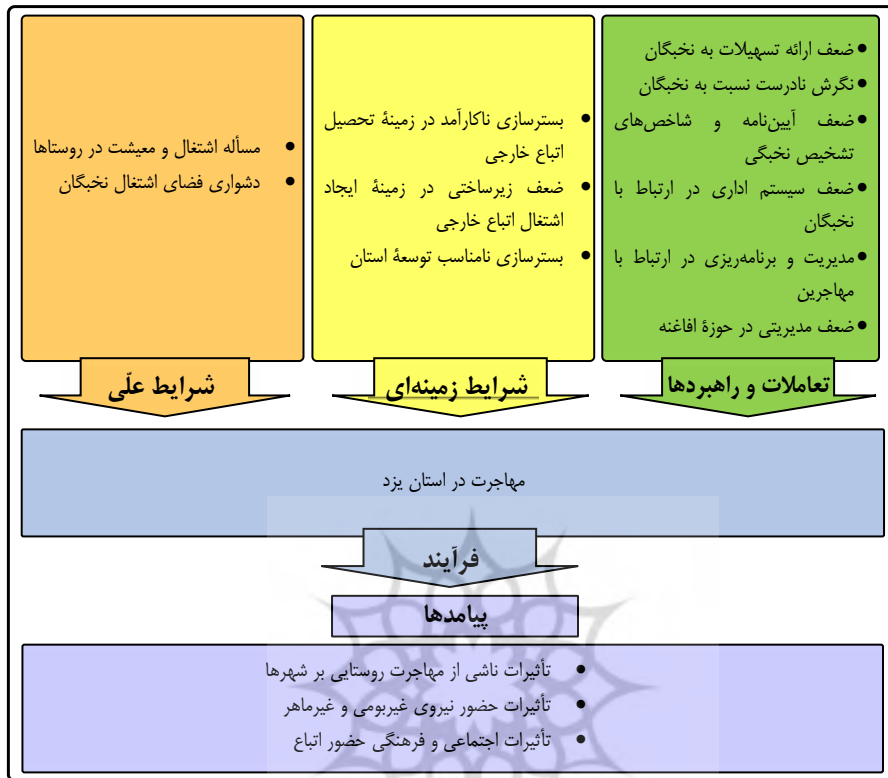 • ضعف ارائه تسهیلات به نخبگان
• نگرش نادرست نسبت به نخبگان
• ضعف آیین‌نامه و شاخص‌های
تشخیص نخبگی
• ضعف سیستم اداری در ارتباط با
نخبگان
• مدیریت و برنامه‌ریزی در ارتباط با
مهاجرین
• ضعف مدیریتی در حوزۀ افاغنه
تعاملات و راهبردها
• بسترسازی ناکارآمد در زمینۀ تحصیل
اتباع خارجی
• ضعف زیرساختی در زمینۀ ایجاد
اشتغال اتباع خارجی
• بسترسازی نامناسب توسعۀ استان
شرایط زمینه‌ای
• مسأله اشتغال و معیشت در روستاها
• دشواری فضای اشتغال نخبگان
شرایط علّی
مهاجرت در استان یزد
فرآیند
پیامدها
• تأثیرات ناشی از مهاجرت روستایی بر شهرها
• تأثیرات حضور نیروی غیربومی و غیرماهر
• تأثیرات اجتماعی و فرهنگی حضور اتباع